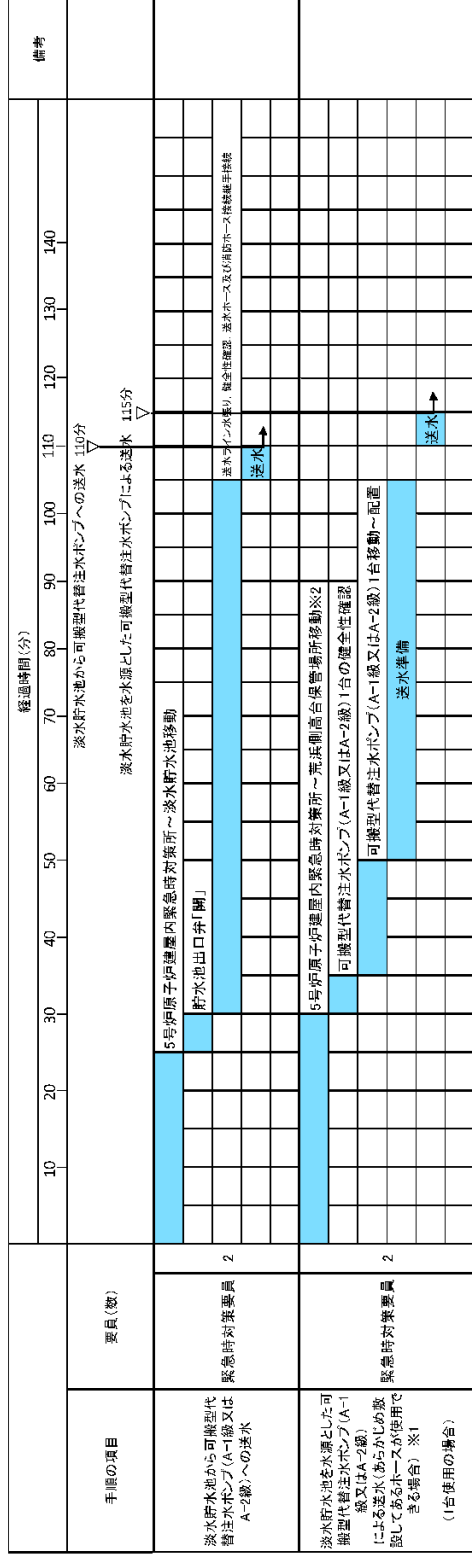 手順の項目
要員(数)
経過時間(分)
備考
10
20
30
40
50
60
70
80
90
100
110
120
130
140
淡水貯水池から可搬型代替注水ポンプへの送水 110分
淡水貯水池を水源とした可搬型代替注水ポンプによる送水 115分
淡水貯水池から可搬型代
替注水ポンプ(A-1級又は
A-2級)への送水
緊急時対策要員
2
5号炉原子炉建屋内緊急時対策所~淡水貯水池移動
貯水池出口弁「開」
送水ライン水張り、健全性確認、送水ホース及び消防ホース接続継手接続
送水
淡水貯水池を水源とした可
搬型代替注水ポンプ(A-1
級又はA-2級)
による送水(あらかじめ敷
設してあるホースが使用で
きる場合) ※1
(1台使用の場合)
緊急時対策要員
2
5号炉原子炉建屋内緊急時対策所~荒浜側高台保管場所移動※2
可搬型代替注水ポンプ(A-1級又はA-2級)1台の健全性確認
可搬型代替注水ポンプ(A-1級又はA-2級)1台移動~配置
送水準備
送水